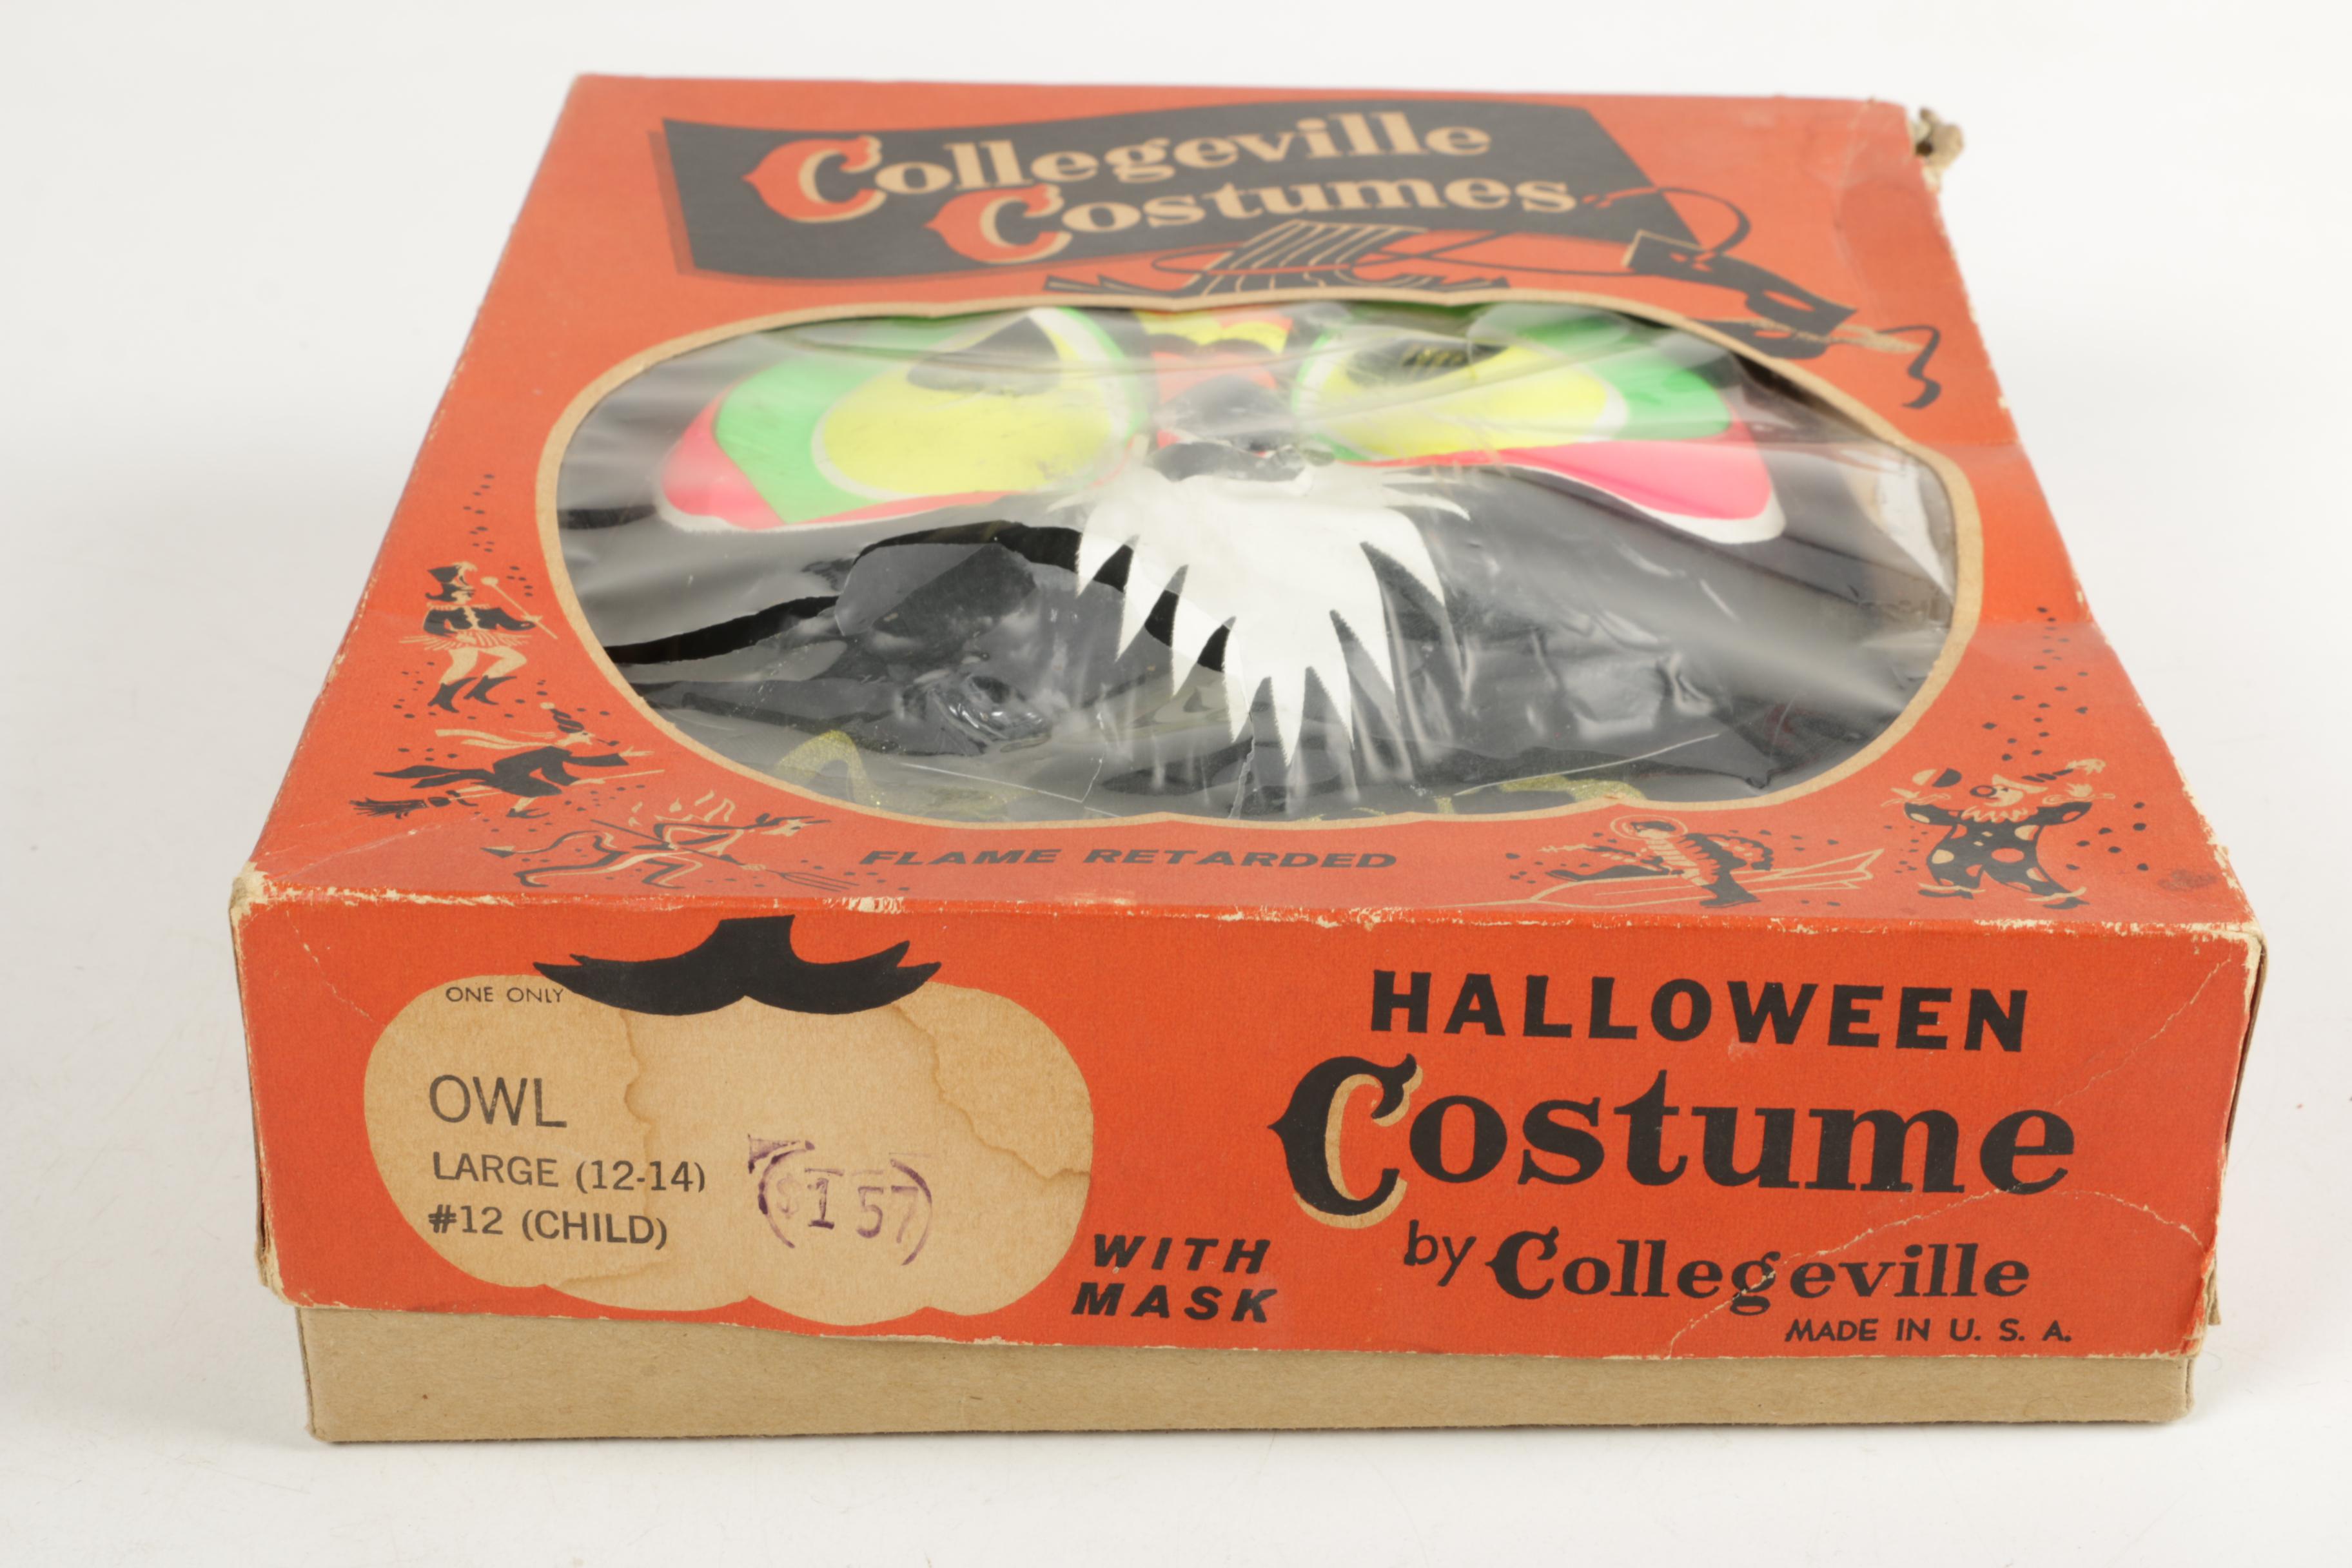 Collegeville
Costumes
FLAME RETARDED
ONE ONLY
OWL
LARGE (12-14)
#12 (CHILD)
($1 57)
WITH
MASK
HALLOWEEN
Costume
by Collegeville
MADE IN U. S. A.